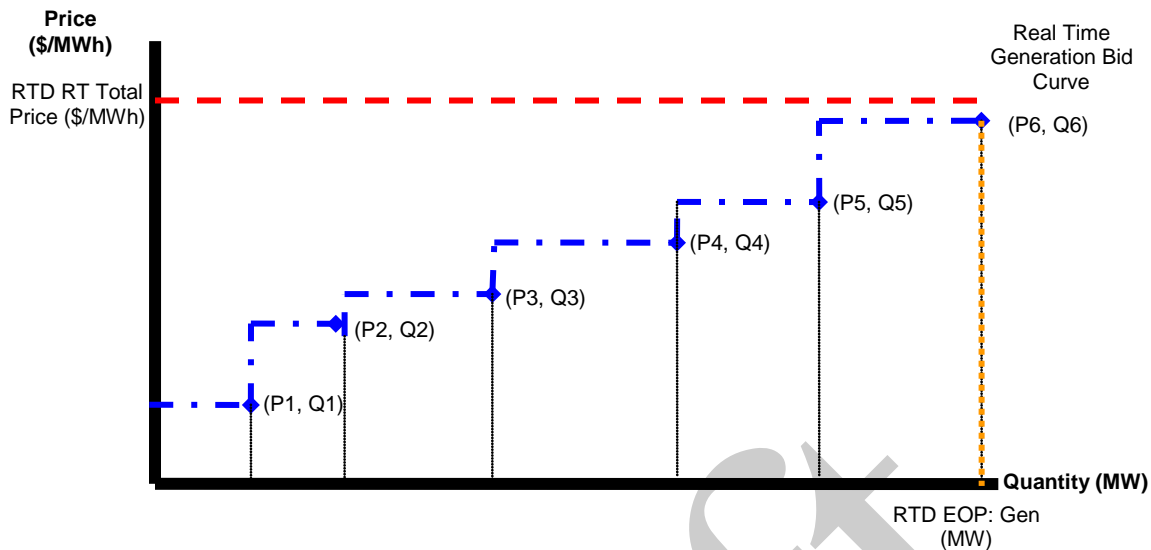 Price
($/MWh)
Real Time
Generation Bid
Curve
RTD RT Total
Price ($/MWh)
(P6, Q6)
(P5, Q5)
(P4, Q4)
(P3, Q3)
(P2, Q2)
(P1, Q1)
Quantity (MW)
RTD EOP: Gen
(MW)